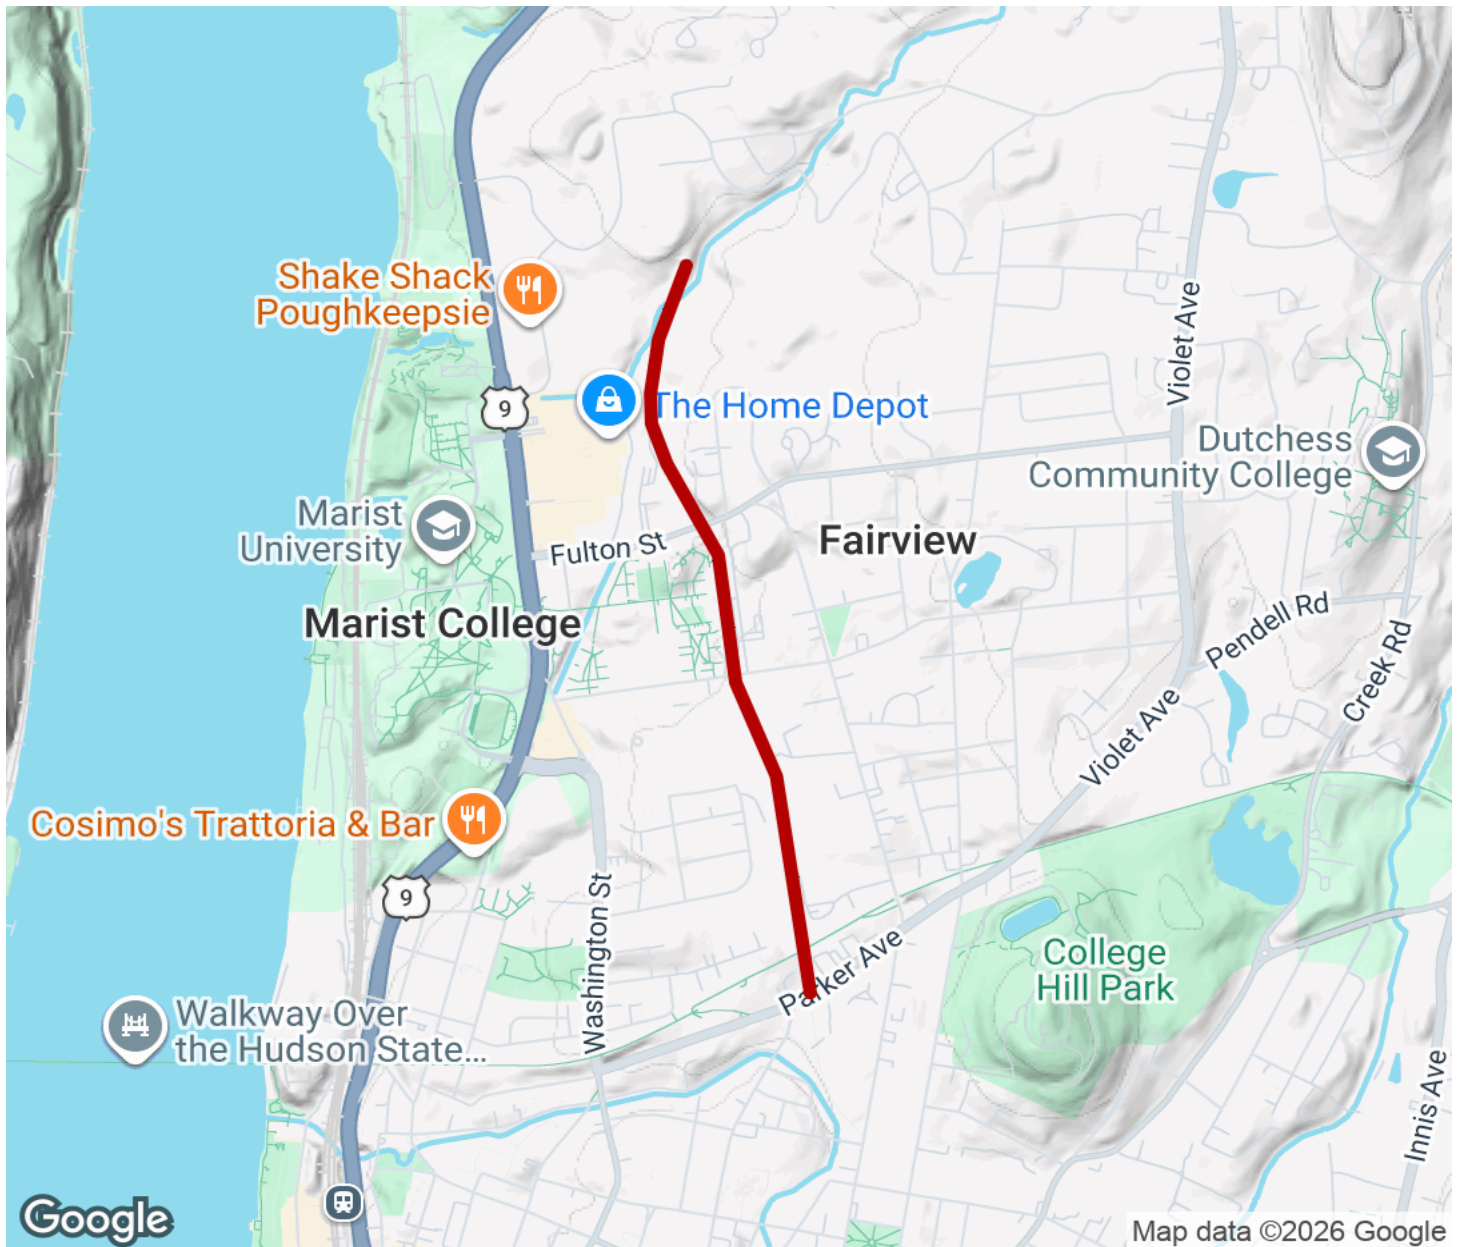 Shake Shack
Poughkeepsie
Violet Ave
9
The Home Depot
Dutchess
Community College
Marist
University
Fulton St
Fairview
Marist College
Pendell Rd
Creek Rd
Violet Ave
Cosimo's Trattoria & Bar
9
Washington St
Parker Ave
College
Hill Park
Walkway Over
the Hudson State...
Innis Ave
Google
Map data ©2026 Google